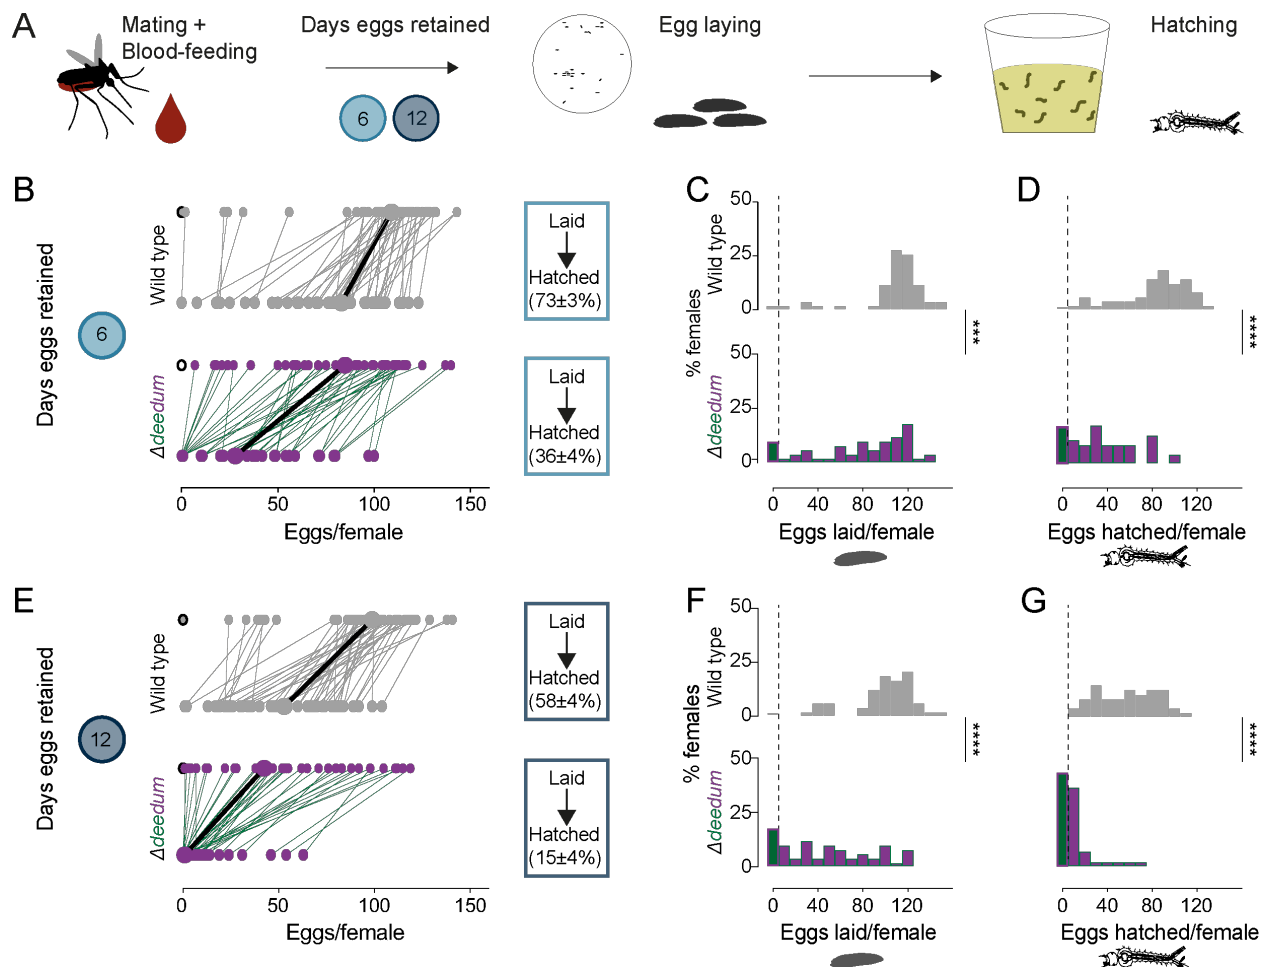 A
Mating +
Blood-feeding
Days eggs retained
6
12
Egg laying
Hatching
B
Days eggs retained
6
Wild type
Δdeedum
Laid
Hatched
(73±3%)
Laid
Hatched
(36±4%)
0
50
100
150
Eggs/female
C
% females
Wild type
Δdeedum
50
25
0
50
25
0
0
40
80
120
Eggs laid/female
***
D
0
40
80
120
Eggs hatched/female
****
E
Days eggs retained
12
Wild type
Δdeedum
Laid
Hatched
(58±4%)
Laid
Hatched
(15±4%)
0
50
100
150
Eggs/female
F
% females
Wild type
Δdeedum
50
25
0
50
25
0
0
40
80
120
Eggs laid/female
****
G
0
40
80
120
Eggs hatched/female
****